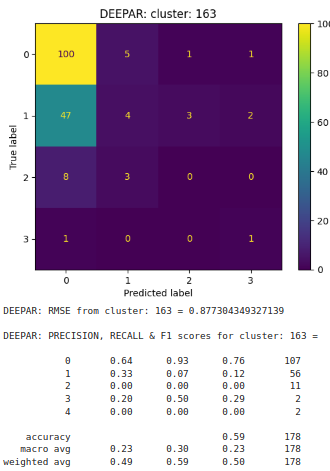 DEEPAR: cluster: 163
0 100 5 1 1
1 47 4 3 2
2 8 3 0 0
3 1 0 0 1
0 1 2 3
True label
Predicted label
100
80
60
40
20
0
DEEPAR: RMSE from cluster: 163 = 0.877304349327139
DEEPAR: PRECISION, RECALL & F1 scores for cluster: 163 =
0 0.64 0.93 0.76 107
1 0.33 0.07 0.12 56
2 0.00 0.00 0.00 11
3 0.20 0.50 0.29 2
4 0.00 0.00 0.00 2
accuracy 0.59 178
macro avg 0.23 0.30 0.23 178
weighted avg 0.49 0.59 0.50 178